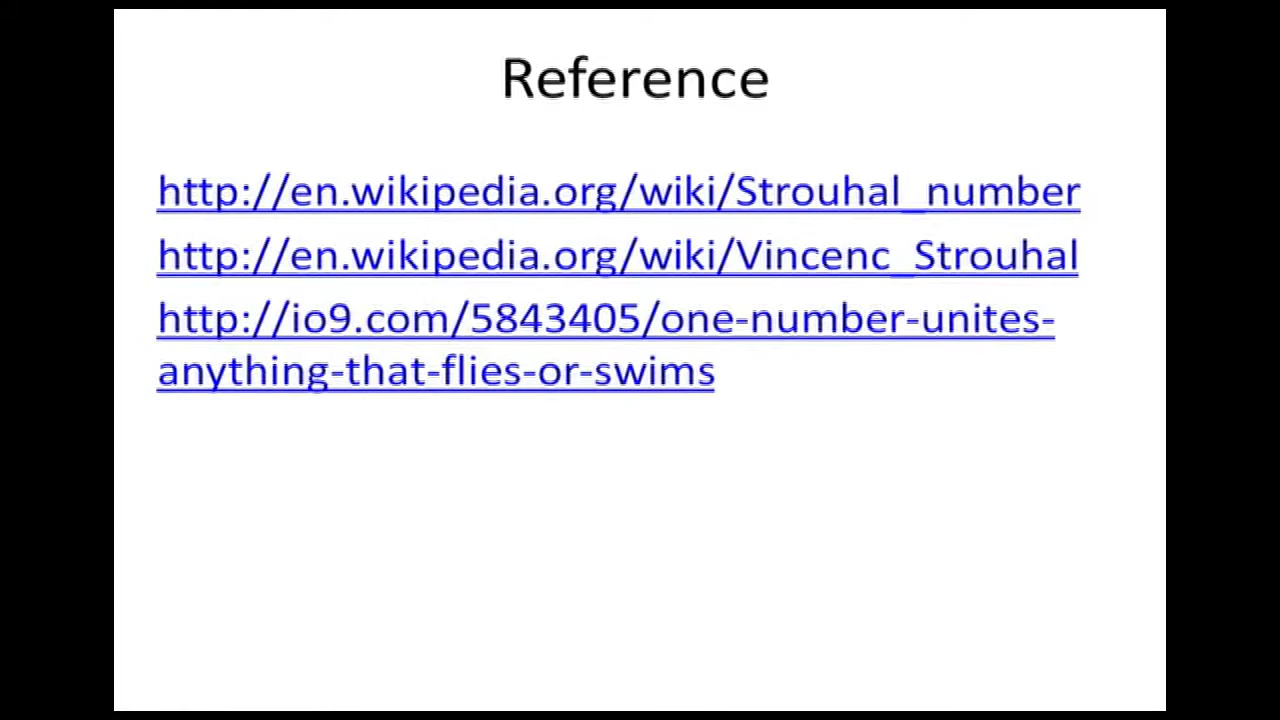 Reference
http://en.wikipedia.org/wiki/Strouhal_number
http://en.wikipedia.org/wiki/Vincenc_Strouhal
http://io9.com/5843405/one-number-unites-
anything-that-flies-or-swims